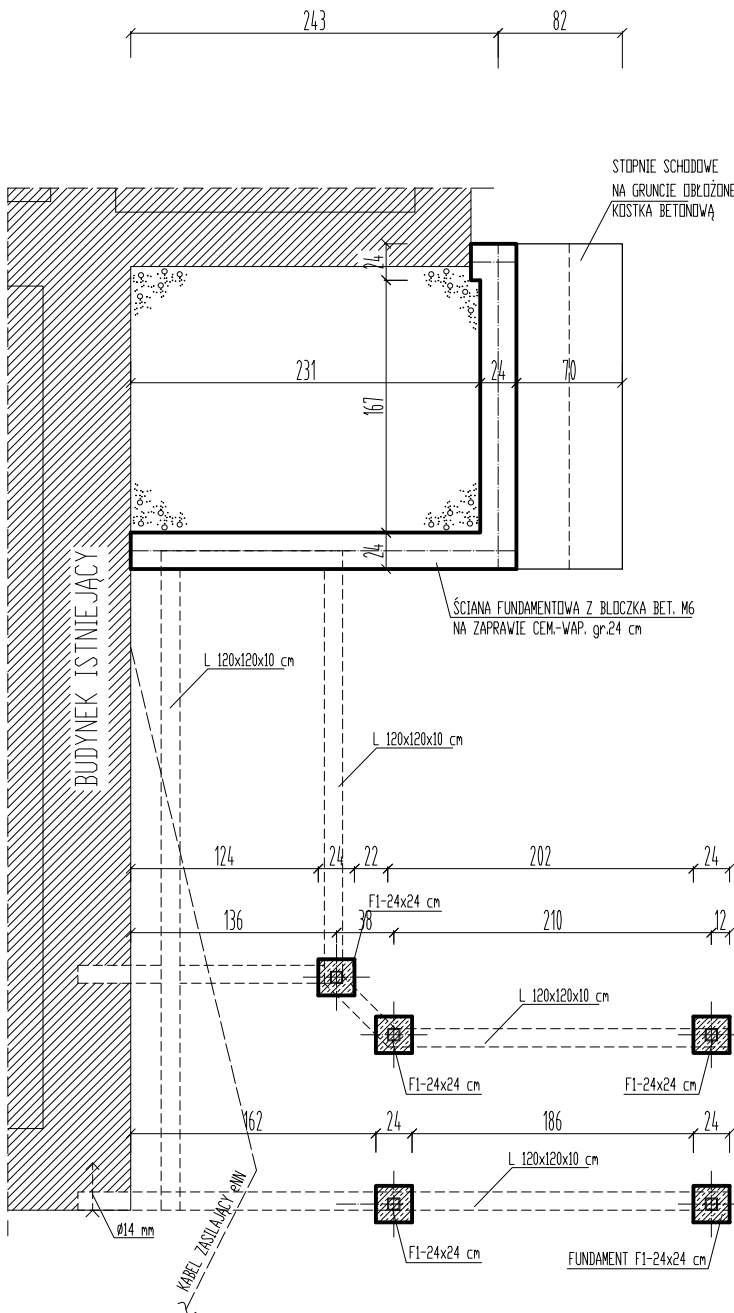 243
82
STOPNIE SCHODOWE
NA GRUNCIE OBŁOŻONE
KOSTKA BETONOWĄ
24
231
24
70
167
24
BUDYNEK ISTNIEJĄCY
ŚCIANA FUNDAMENTOWA Z BLOCZKA BET. M6
NA ZAPRAWIE CEM.-WAP. gr.24 cm
L 120x120x10 cm
L 120x120x10 cm
124
24
22
202
24
F1-24x24 cm
136
38
210
12
L 120x120x10 cm
F1-24x24 cm
F1-24x24 cm
162
24
186
24
L 120x120x10 cm
ø14 mm
KABEL ZASILAJĄCY eNN
F1-24x24 cm
FUNDAMENT F1-24x24 cm